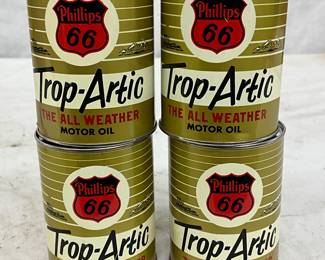 Phillips
66
Trop-Artic
THE ALL WEATHER
MOTOR OIL
Phillips
66
Trop-Artic
THE ALL WEATHER
MOTOR OIL
Phillips
66
Trop-Artic
Phillips
66
Trop-Artic